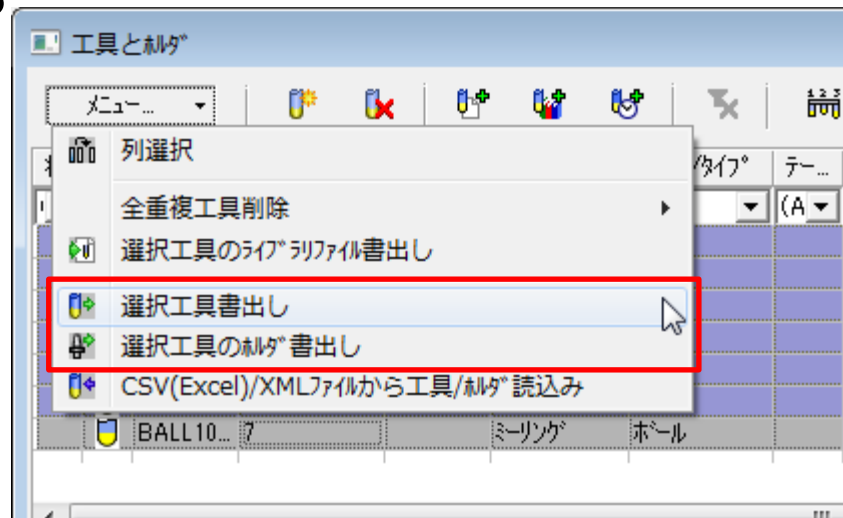 工具とﾎﾙﾀﾞ
ﾒﾆｭｰ...
1 2 3
列選択
ﾀｲﾌﾟ
テー...
全重複工具削除
(A
選択工具のﾗｲﾌﾞﾗﾘﾌｧｲﾙ書出し
選択工具書出し
選択工具のﾎﾙﾀﾞ書出し
CSV(Excel)/XMLﾌｧｲﾙから工具/ﾎﾙﾀﾞ読込み
BALL10... 7 ﾐｰﾘﾝｸﾞ ﾎﾞｰﾙ